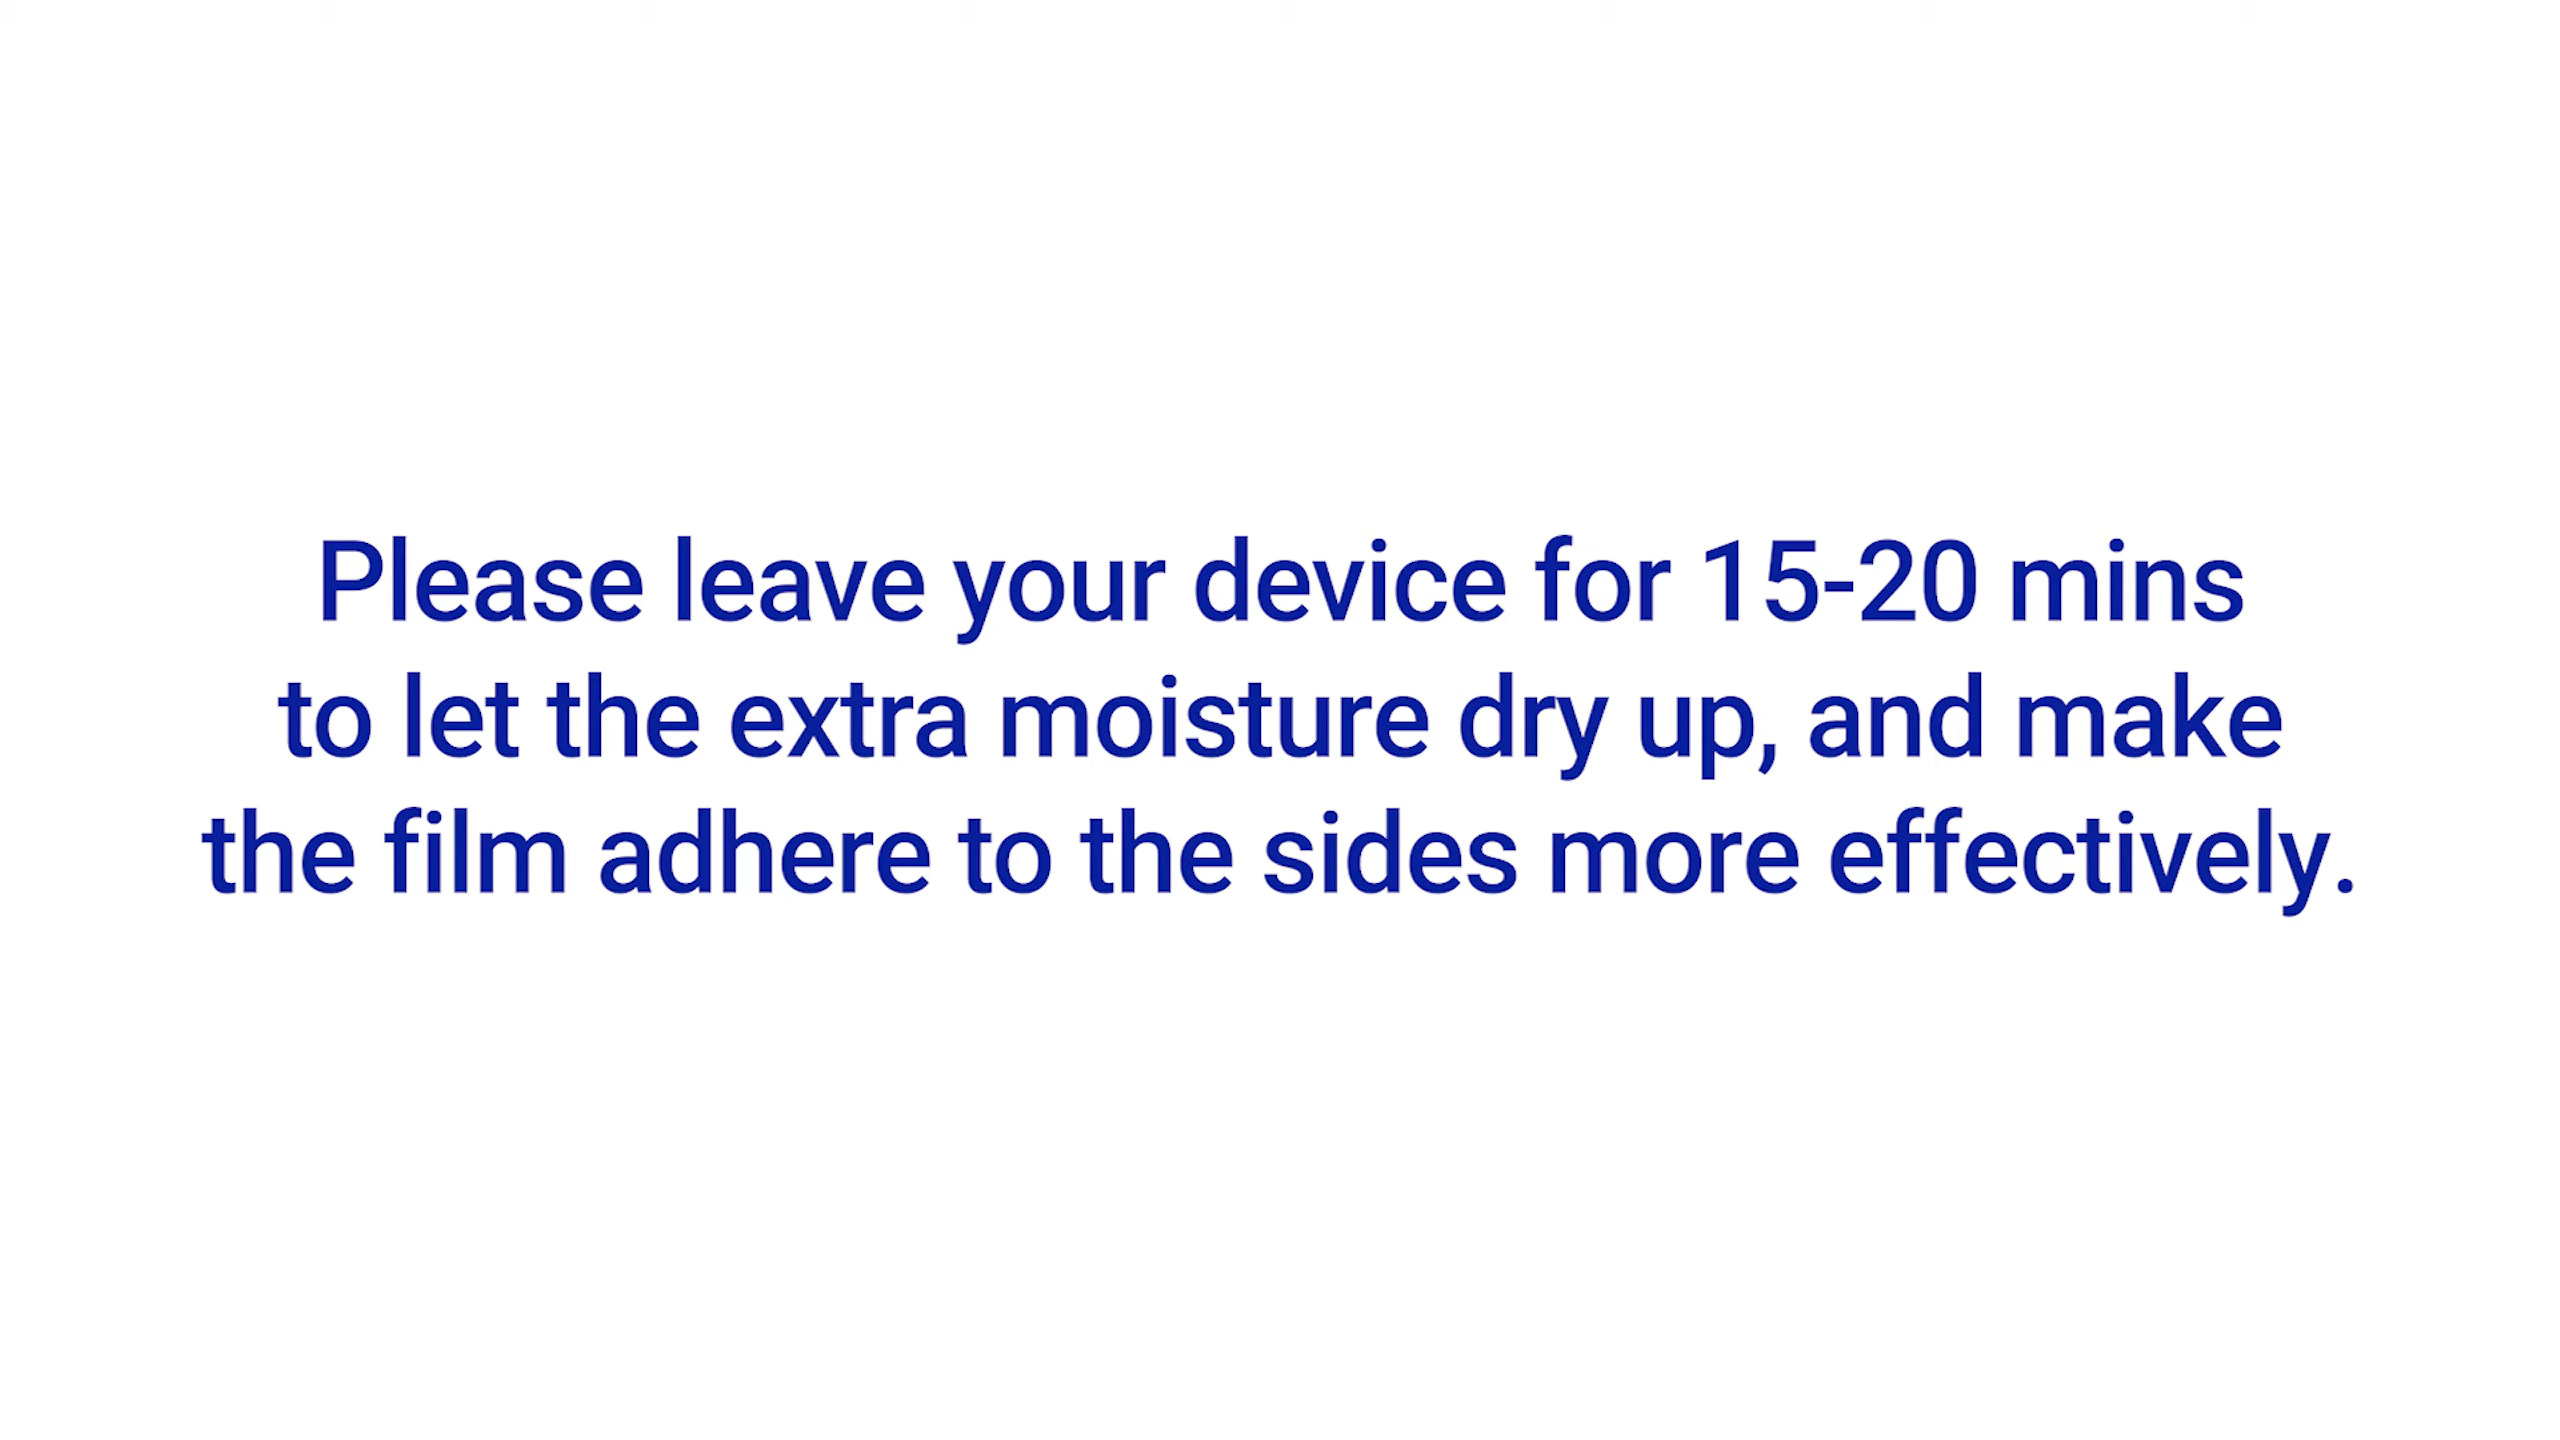 Please leave your device for 15-20 mins
to let the extra moisture dry up, and make
the film adhere to the sides more effectively.